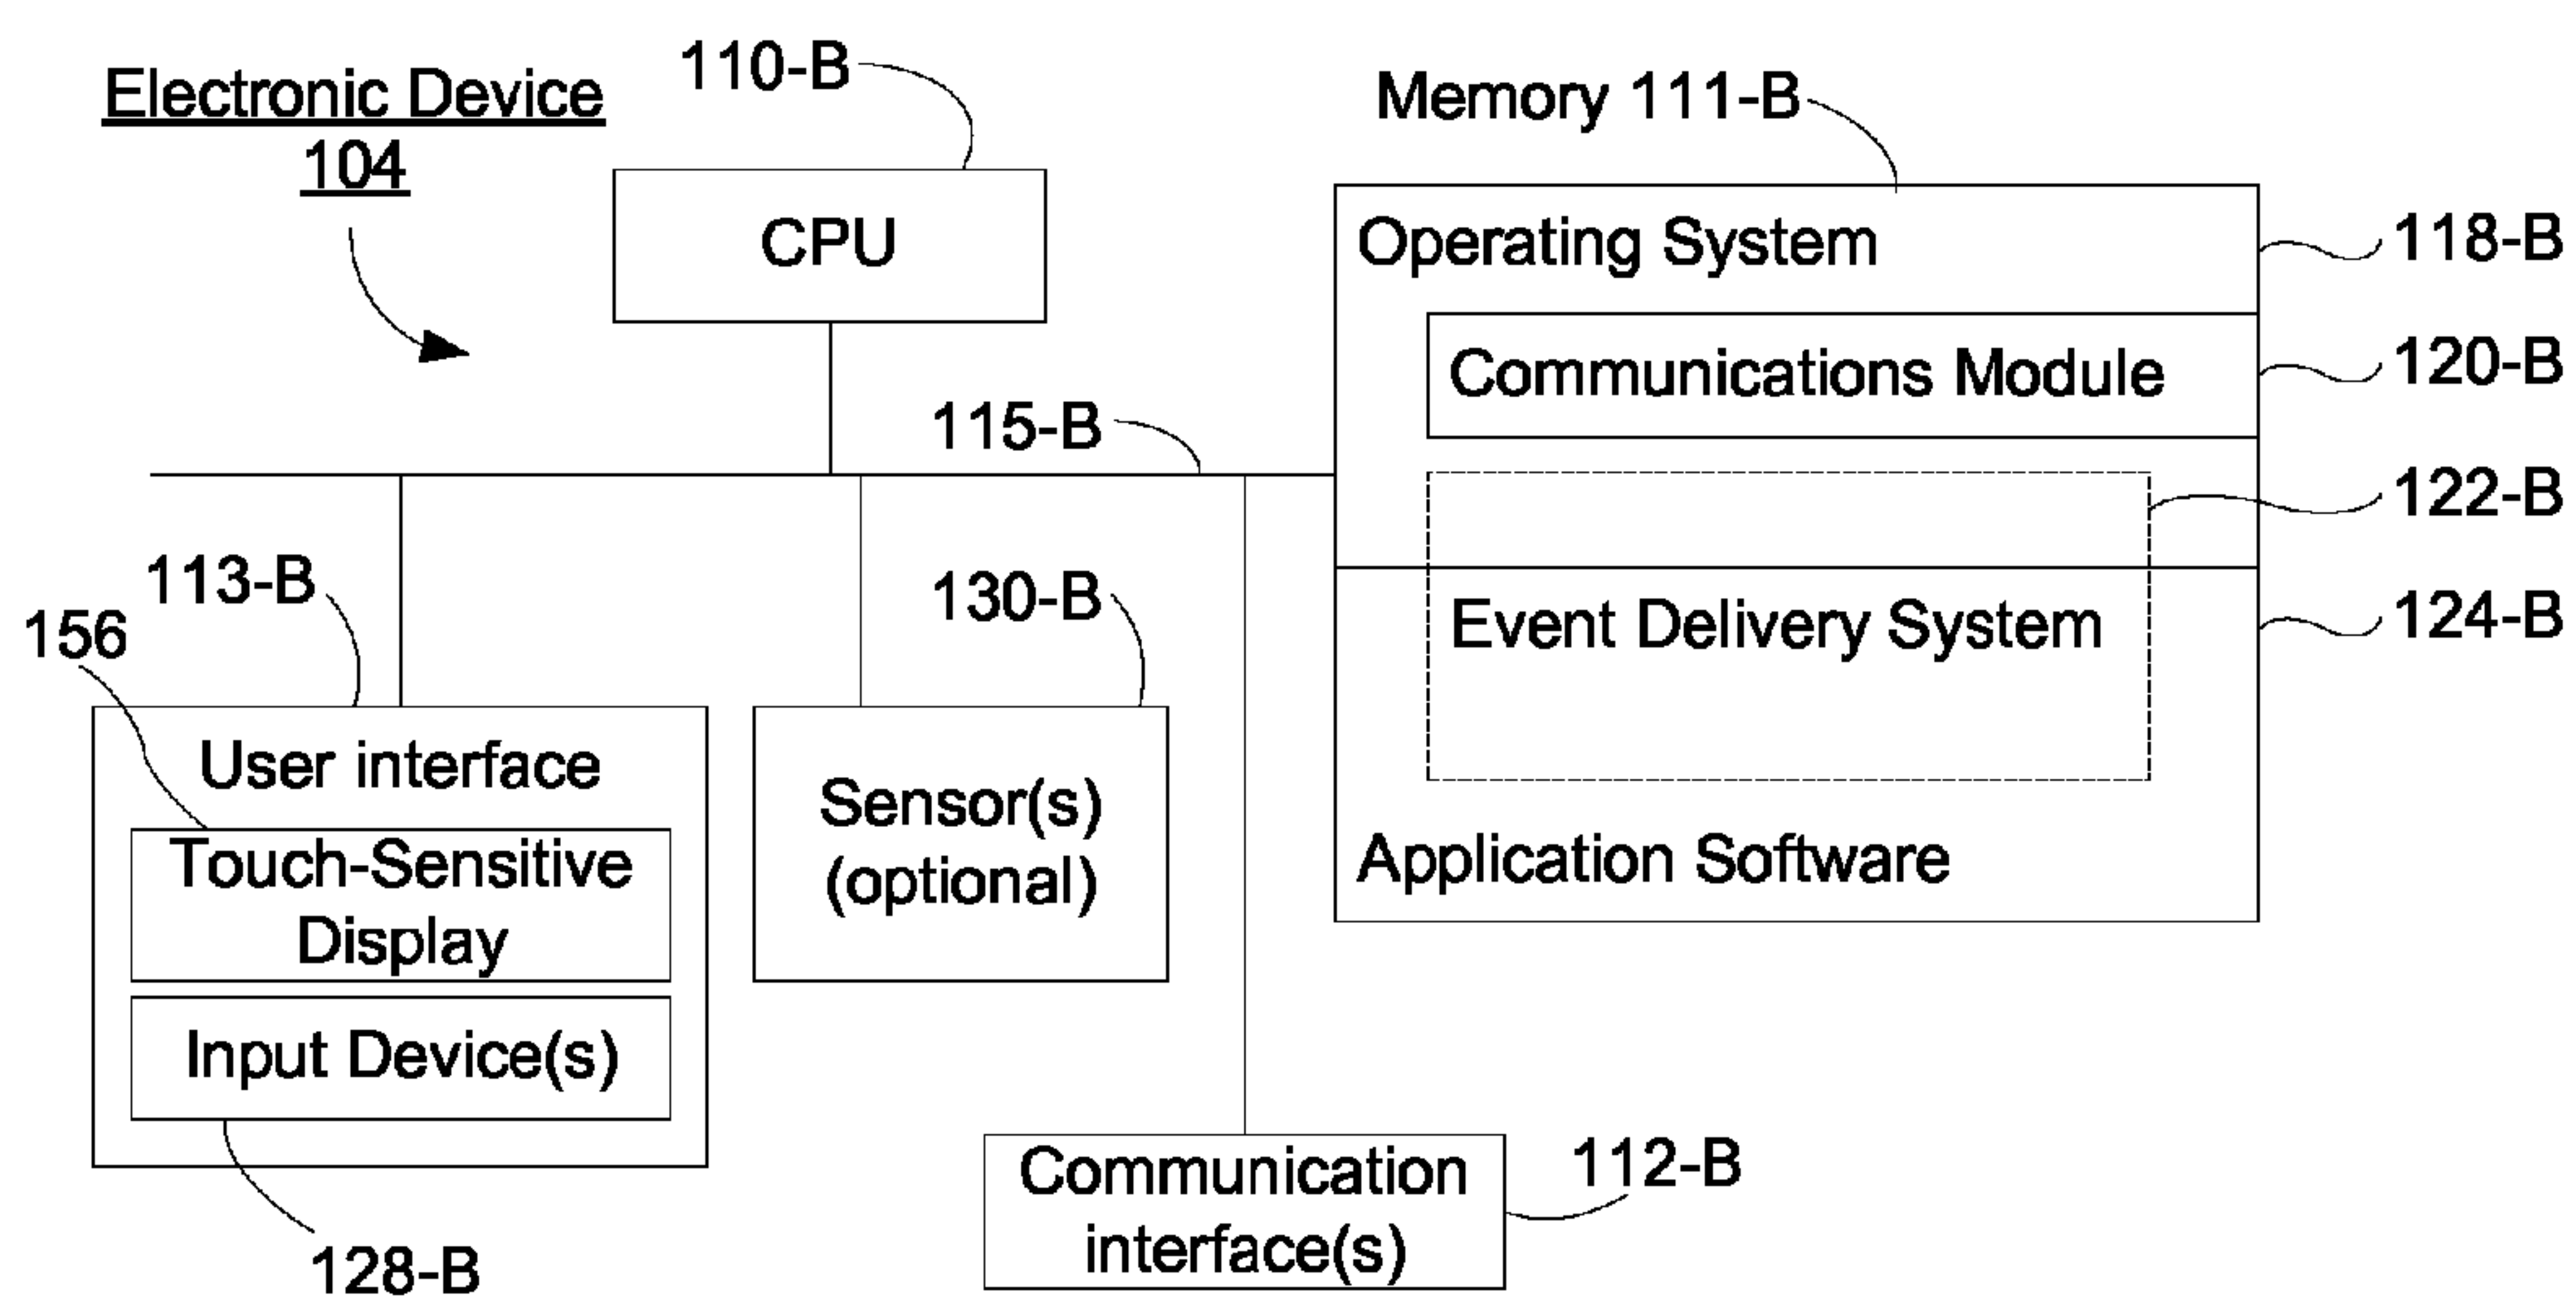 Electronic Device
104
110-B
Memory 111-B
CPU
Operating System
118-B
Communications Module
120-B
115-B
122-B
113-B
130-B
Event Delivery System
124-B
156
User interface
Touch-Sensitive
Display
Input Device(s)
128-B
Sensor(s)
(optional)
Application Software
Communication
interface(s)
112-B